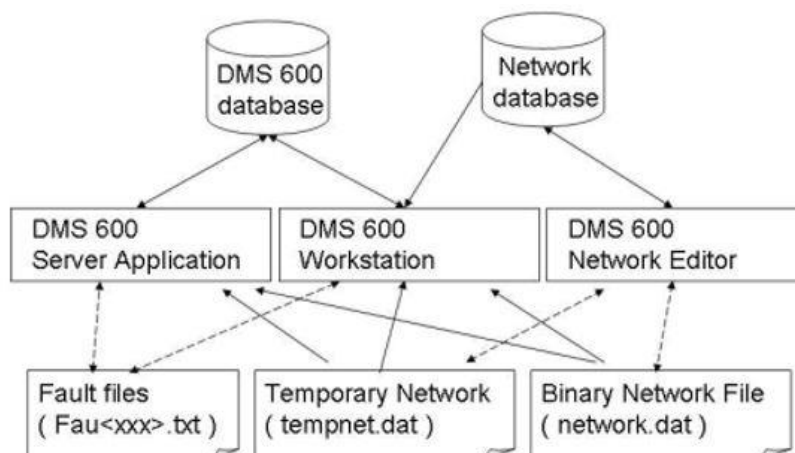 DMS 600
database
Network
database
DMS 600
Server Application
DMS 600
Workstation
DMS 600
Network Editor
Fault files
( Fau<xxx>.txt )
Temporary Network
( tempnet.dat )
Binary Network File
( network.dat )